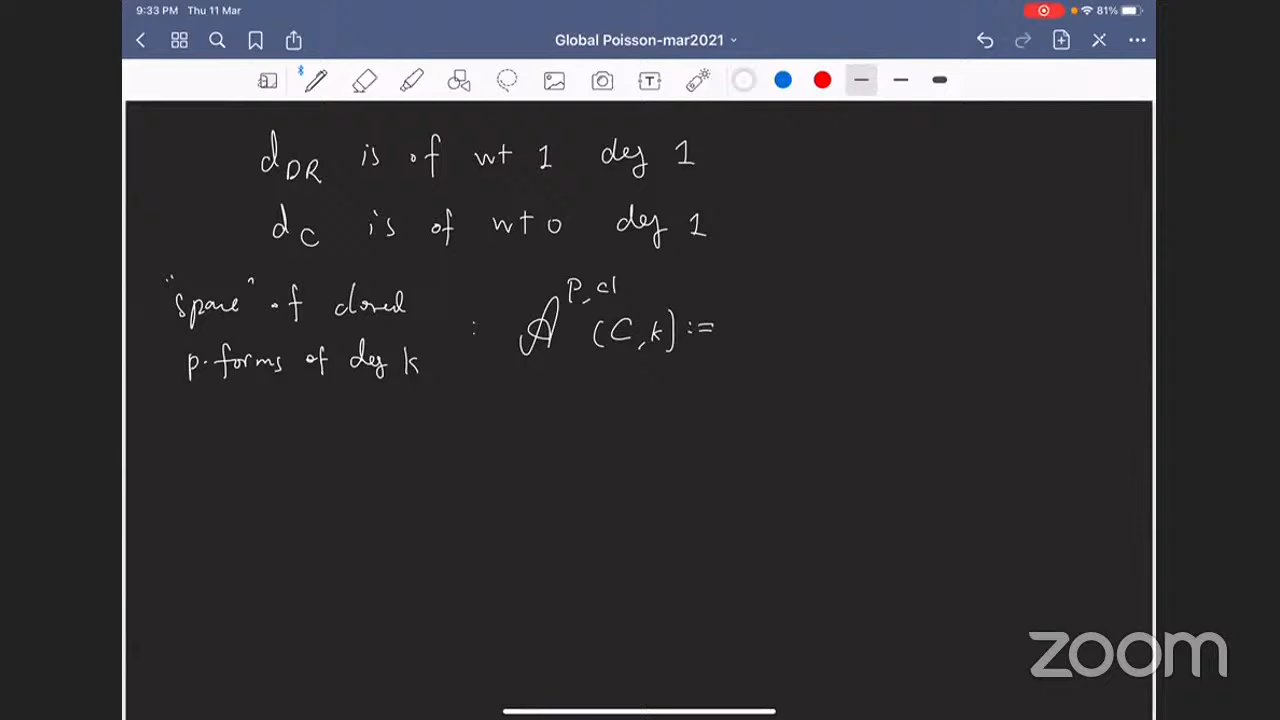 9:33 PM Thu 11 Mar
81%
Global Poisson-mar2021
T
d_DR is of wt 1 deg 1
d_C is of wt 0 deg 1
"space" of closed
p-forms of deg k : A^{p,cl}(C,k) :=
zoom